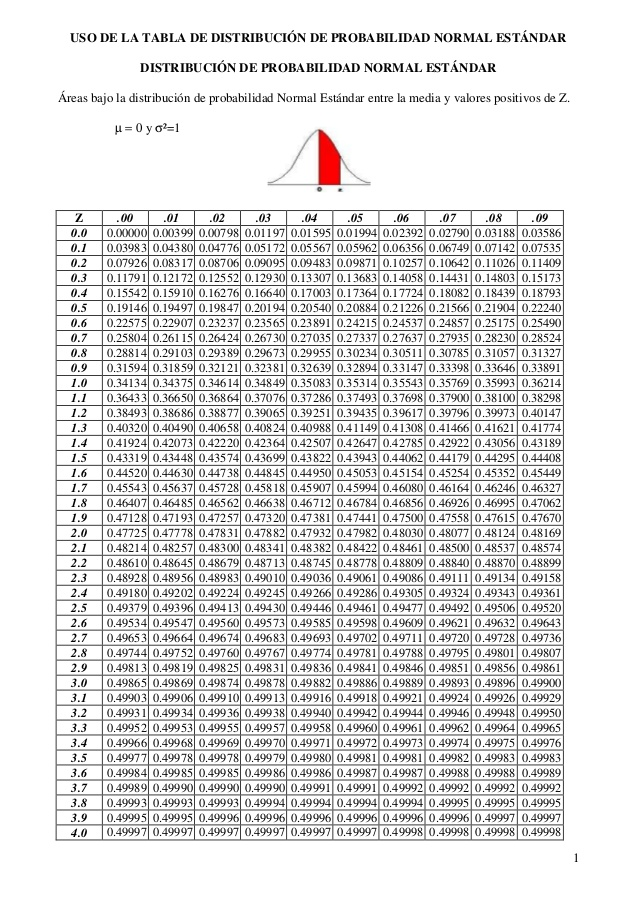 USO DE LA TABLA DE DISTRIBUCIÓN DE PROBABILIDAD NORMAL ESTÁNDAR
DISTRIBUCIÓN DE PROBABILIDAD NORMAL ESTÁNDAR
Áreas bajo la distribución de probabilidad Normal Estándar entre la media y valores positivos de Z.
μ = 0 y σ²=1
Z .00 .01 .02 .03 .04 .05 .06 .07 .08 .09
0.0 0.00000 0.00399 0.00798 0.01197 0.01595 0.01994 0.02392 0.02790 0.03188 0.03586
0.1 0.03983 0.04380 0.04776 0.05172 0.05567 0.05962 0.06356 0.06749 0.07142 0.07535
0.2 0.07926 0.08317 0.08706 0.09095 0.09483 0.09871 0.10257 0.10642 0.11026 0.11409
0.3 0.11791 0.12172 0.12552 0.12930 0.13307 0.13683 0.14058 0.14431 0.14803 0.15173
0.4 0.15542 0.15910 0.16276 0.16640 0.17003 0.17364 0.17724 0.18082 0.18439 0.18793
0.5 0.19146 0.19497 0.19847 0.20194 0.20540 0.20884 0.21226 0.21566 0.21904 0.22240
0.6 0.22575 0.22907 0.23237 0.23565 0.23891 0.24215 0.24537 0.24857 0.25175 0.25490
0.7 0.25804 0.26115 0.26424 0.26730 0.27035 0.27337 0.27637 0.27935 0.28230 0.28524
0.8 0.28814 0.29103 0.29389 0.29673 0.29955 0.30234 0.30511 0.30785 0.31057 0.31327
0.9 0.31594 0.31859 0.32121 0.32381 0.32639 0.32894 0.33147 0.33398 0.33646 0.33891
1.0 0.34134 0.34375 0.34614 0.34849 0.35083 0.35314 0.35543 0.35769 0.35993 0.36214
1.1 0.36433 0.36650 0.36864 0.37076 0.37286 0.37493 0.37698 0.37900 0.38100 0.38298
1.2 0.38493 0.38686 0.38877 0.39065 0.39251 0.39435 0.39617 0.39796 0.39973 0.40147
1.3 0.40320 0.40490 0.40658 0.40824 0.40988 0.41149 0.41308 0.41466 0.41621 0.41774
1.4 0.41924 0.42073 0.42220 0.42364 0.42507 0.42647 0.42785 0.42922 0.43056 0.43189
1.5 0.43319 0.43448 0.43574 0.43699 0.43822 0.43943 0.44062 0.44179 0.44295 0.44408
1.6 0.44520 0.44630 0.44738 0.44845 0.44950 0.45053 0.45154 0.45254 0.45352 0.45449
1.7 0.45543 0.45637 0.45728 0.45818 0.45907 0.45994 0.46080 0.46164 0.46246 0.46327
1.8 0.46407 0.46485 0.46562 0.46638 0.46712 0.46784 0.46856 0.46926 0.46995 0.47062
1.9 0.47128 0.47193 0.47257 0.47320 0.47381 0.47441 0.47500 0.47558 0.47615 0.47670
2.0 0.47725 0.47778 0.47831 0.47882 0.47932 0.47982 0.48030 0.48077 0.48124 0.48169
2.1 0.48214 0.48257 0.48300 0.48341 0.48382 0.48422 0.48461 0.48500 0.48537 0.48574
2.2 0.48610 0.48645 0.48679 0.48713 0.48745 0.48778 0.48809 0.48840 0.48870 0.48899
2.3 0.48928 0.48956 0.48983 0.49010 0.49036 0.49061 0.49086 0.49111 0.49134 0.49158
2.4 0.49180 0.49202 0.49224 0.49245 0.49266 0.49286 0.49305 0.49324 0.49343 0.49361
2.5 0.49379 0.49396 0.49413 0.49430 0.49446 0.49461 0.49477 0.49492 0.49506 0.49520
2.6 0.49534 0.49547 0.49560 0.49573 0.49585 0.49598 0.49609 0.49621 0.49632 0.49643
2.7 0.49653 0.49664 0.49674 0.49683 0.49693 0.49702 0.49711 0.49720 0.49728 0.49736
2.8 0.49744 0.49752 0.49760 0.49767 0.49774 0.49781 0.49788 0.49795 0.49801 0.49807
2.9 0.49813 0.49819 0.49825 0.49831 0.49836 0.49841 0.49846 0.49851 0.49856 0.49861
3.0 0.49865 0.49869 0.49874 0.49878 0.49882 0.49886 0.49889 0.49893 0.49896 0.49900
3.1 0.49903 0.49906 0.49910 0.49913 0.49916 0.49918 0.49921 0.49924 0.49926 0.49929
3.2 0.49931 0.49934 0.49936 0.49938 0.49940 0.49942 0.49944 0.49946 0.49948 0.49950
3.3 0.49952 0.49953 0.49955 0.49957 0.49958 0.49960 0.49961 0.49962 0.49964 0.49965
3.4 0.49966 0.49968 0.49969 0.49970 0.49971 0.49972 0.49973 0.49974 0.49975 0.49976
3.5 0.49977 0.49978 0.49978 0.49979 0.49980 0.49981 0.49981 0.49982 0.49983 0.49983
3.6 0.49984 0.49985 0.49985 0.49986 0.49986 0.49987 0.49987 0.49988 0.49988 0.49989
3.7 0.49989 0.49990 0.49990 0.49990 0.49991 0.49991 0.49992 0.49992 0.49992 0.49992
3.8 0.49993 0.49993 0.49993 0.49994 0.49994 0.49994 0.49994 0.49995 0.49995 0.49995
3.9 0.49995 0.49995 0.49996 0.49996 0.49996 0.49996 0.49996 0.49996 0.49997 0.49997
4.0 0.49997 0.49997 0.49997 0.49997 0.49997 0.49997 0.49998 0.49998 0.49998 0.49998
1